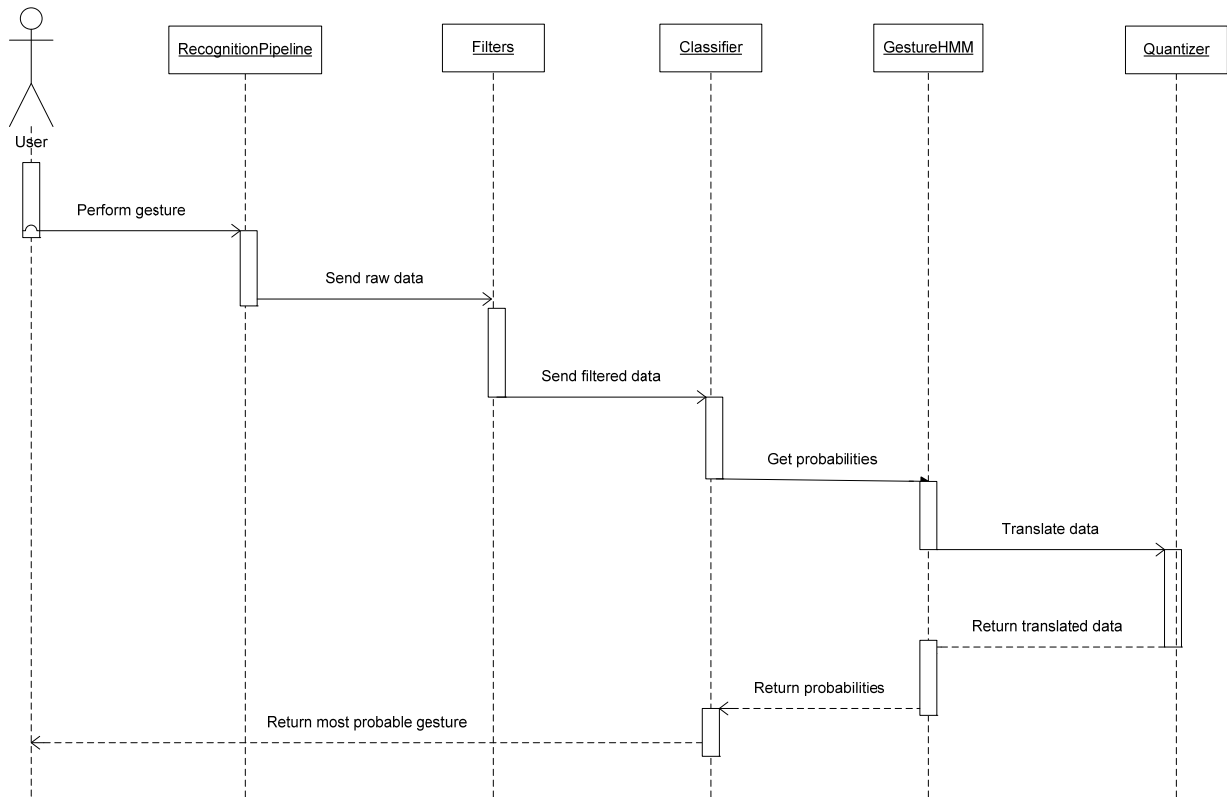 RecognitionPipeline
Filters
Classifier
GestureHMM
Quantizer
User
Perform gesture
Send raw data
Send filtered data
Get probabilities
Translate data
Return translated data
Return probabilities
Return most probable gesture